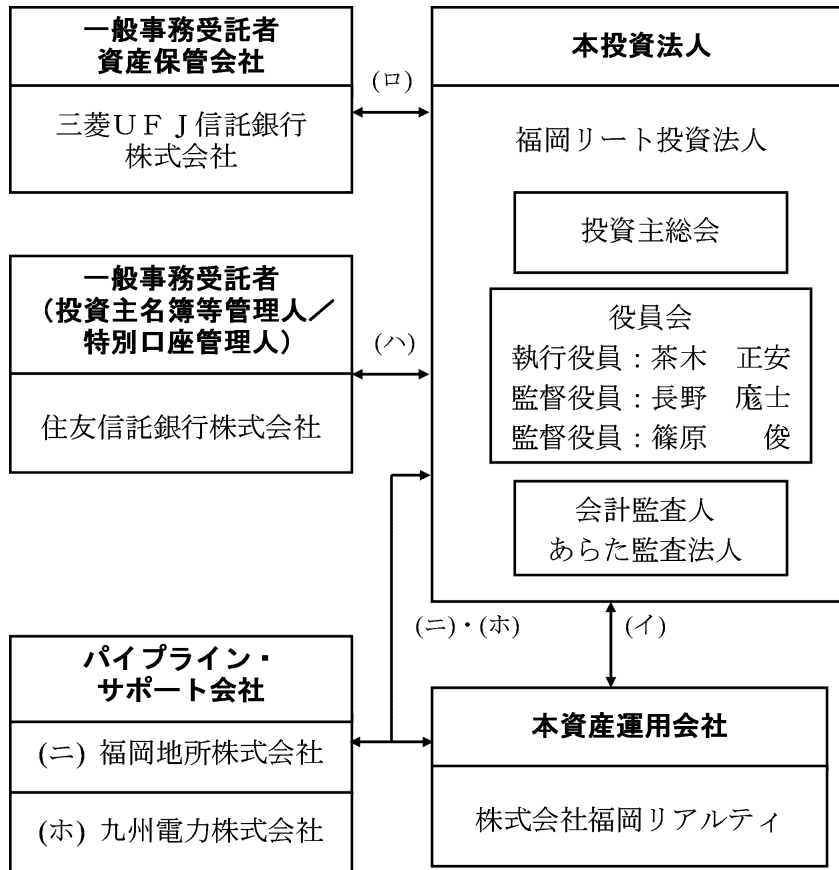 一般事務受託者
資産保管会社
三菱UFJ信託銀行
株式会社
(ロ)
本投資法人
福岡リート投資法人
投資主総会
役員会
執行役員：茶木　正安
監督役員：長野　庬士
監督役員：篠原　　俊
会計監査人
あらた監査法人
一般事務受託者
（投資主名簿等管理人／
特別口座管理人）
住友信託銀行株式会社
(ハ)
(ニ)・(ホ)
(イ)
パイプライン・
サポート会社
(ニ) 福岡地所株式会社
(ホ) 九州電力株式会社
本資産運用会社
株式会社福岡リアルティ